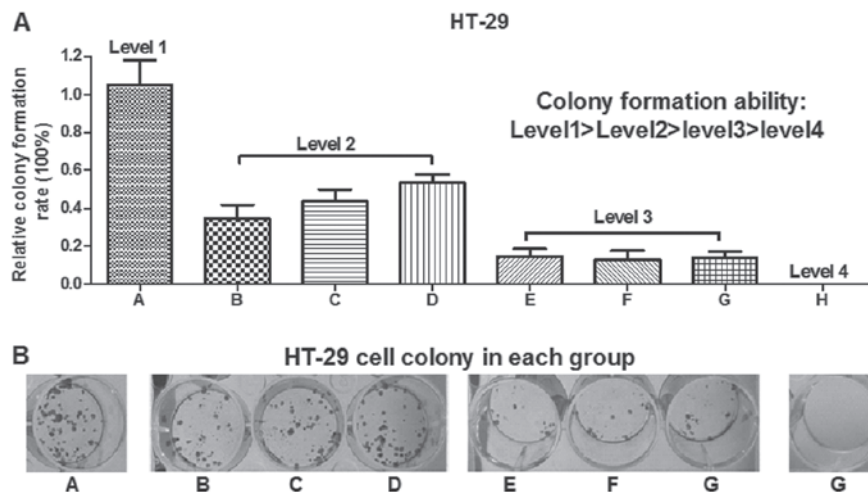 A
HT-29
Level 1
1.2
1.0
0.8
0.6
0.4
0.2
0.0
Relative colony formation
rate (100%)
Level 2
Colony formation ability:
Level1>Level2>level3>level4
Level 3
Level 4
A B C D E F G H
B
HT-29 cell colony in each group
A B C D E F G G